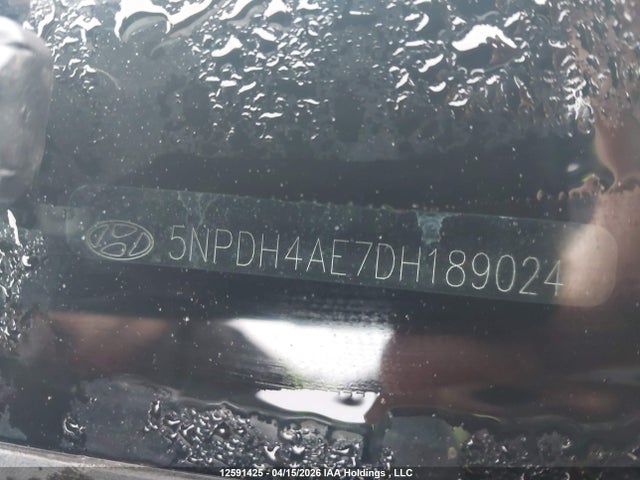 5NPDH4AE7DH189024
12591425 - 04/15/2026 IAA Holdings , LLC